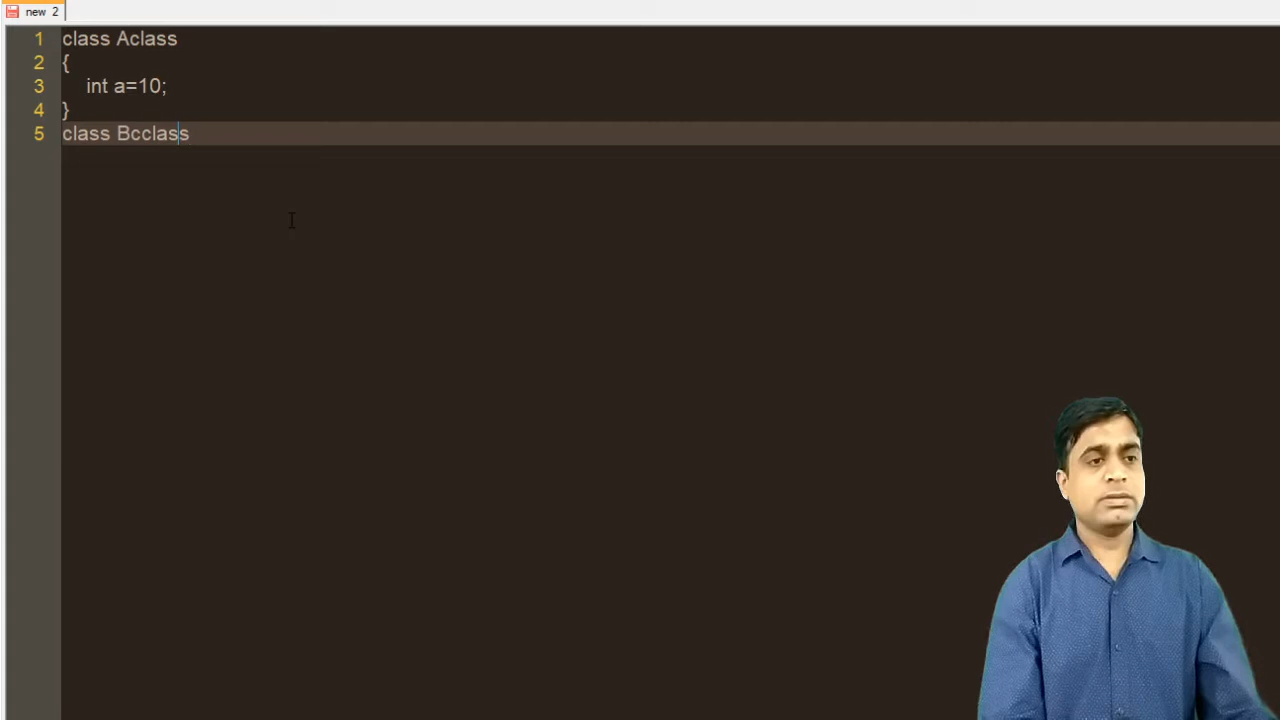 new 2
1 class Aclass
2 {
3 int a=10;
4 }
5 class Bcclass